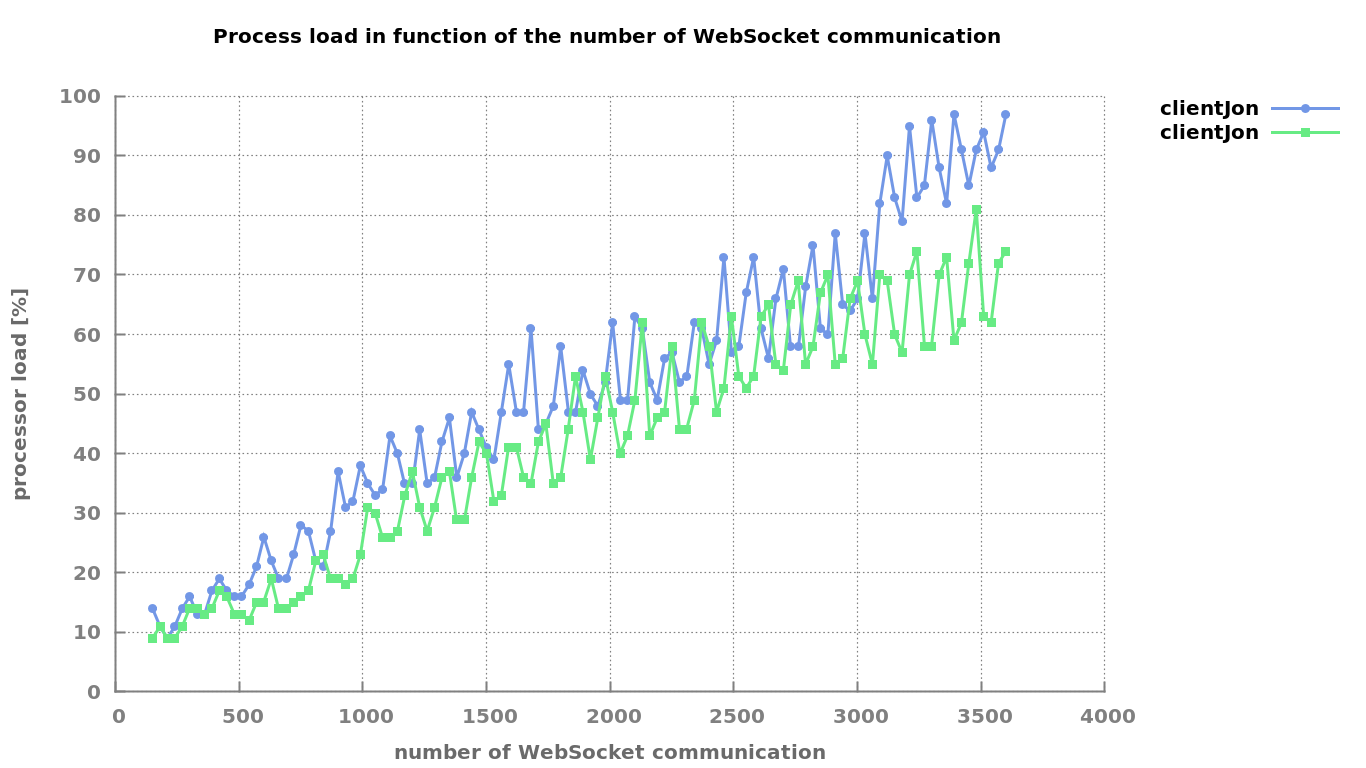 Process load in function of the number of WebSocket communication
clientJon
clientJon
100
90
80
70
60
50
40
30
20
10
0
processor load [%]
0 500 1000 1500 2000 2500 3000 3500 4000
number of WebSocket communication